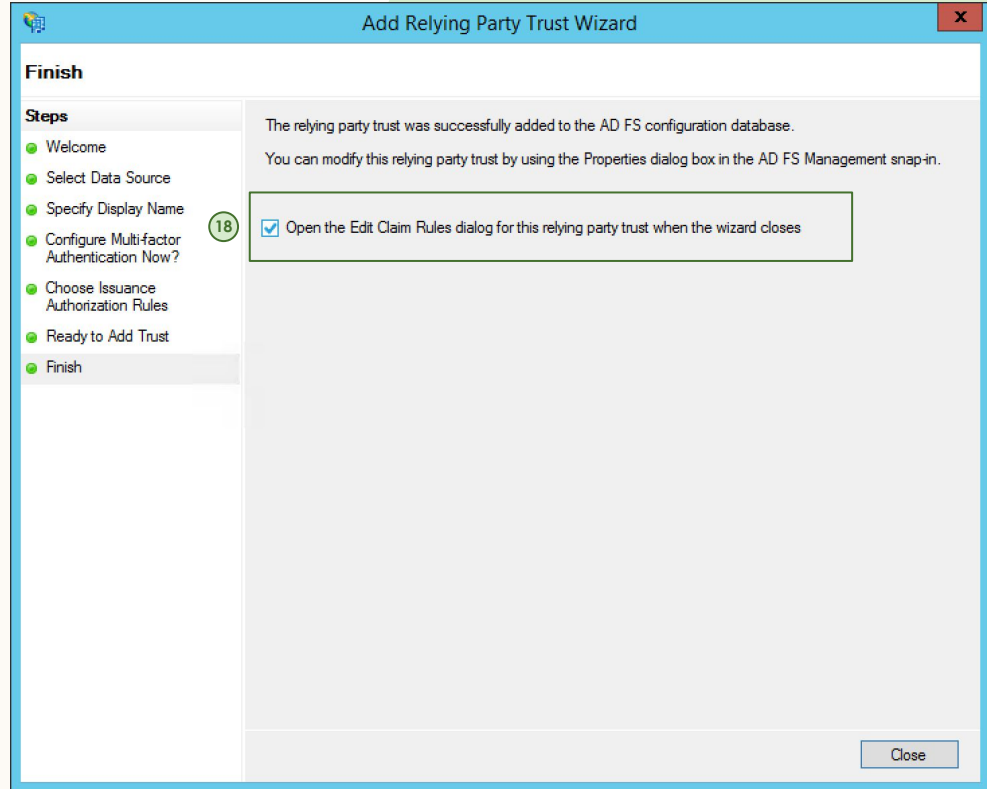 Add Relying Party Trust Wizard
x
Finish
Steps
Welcome
Select Data Source
Specify Display Name
Configure Multi-factor
Authentication Now?
Choose Issuance
Authorization Rules
Ready to Add Trust
Finish
The relying party trust was successfully added to the AD FS configuration database.
You can modify this relying party trust by using the Properties dialog box in the AD FS Management snap-in.
18
Open the Edit Claim Rules dialog for this relying party trust when the wizard closes
Close